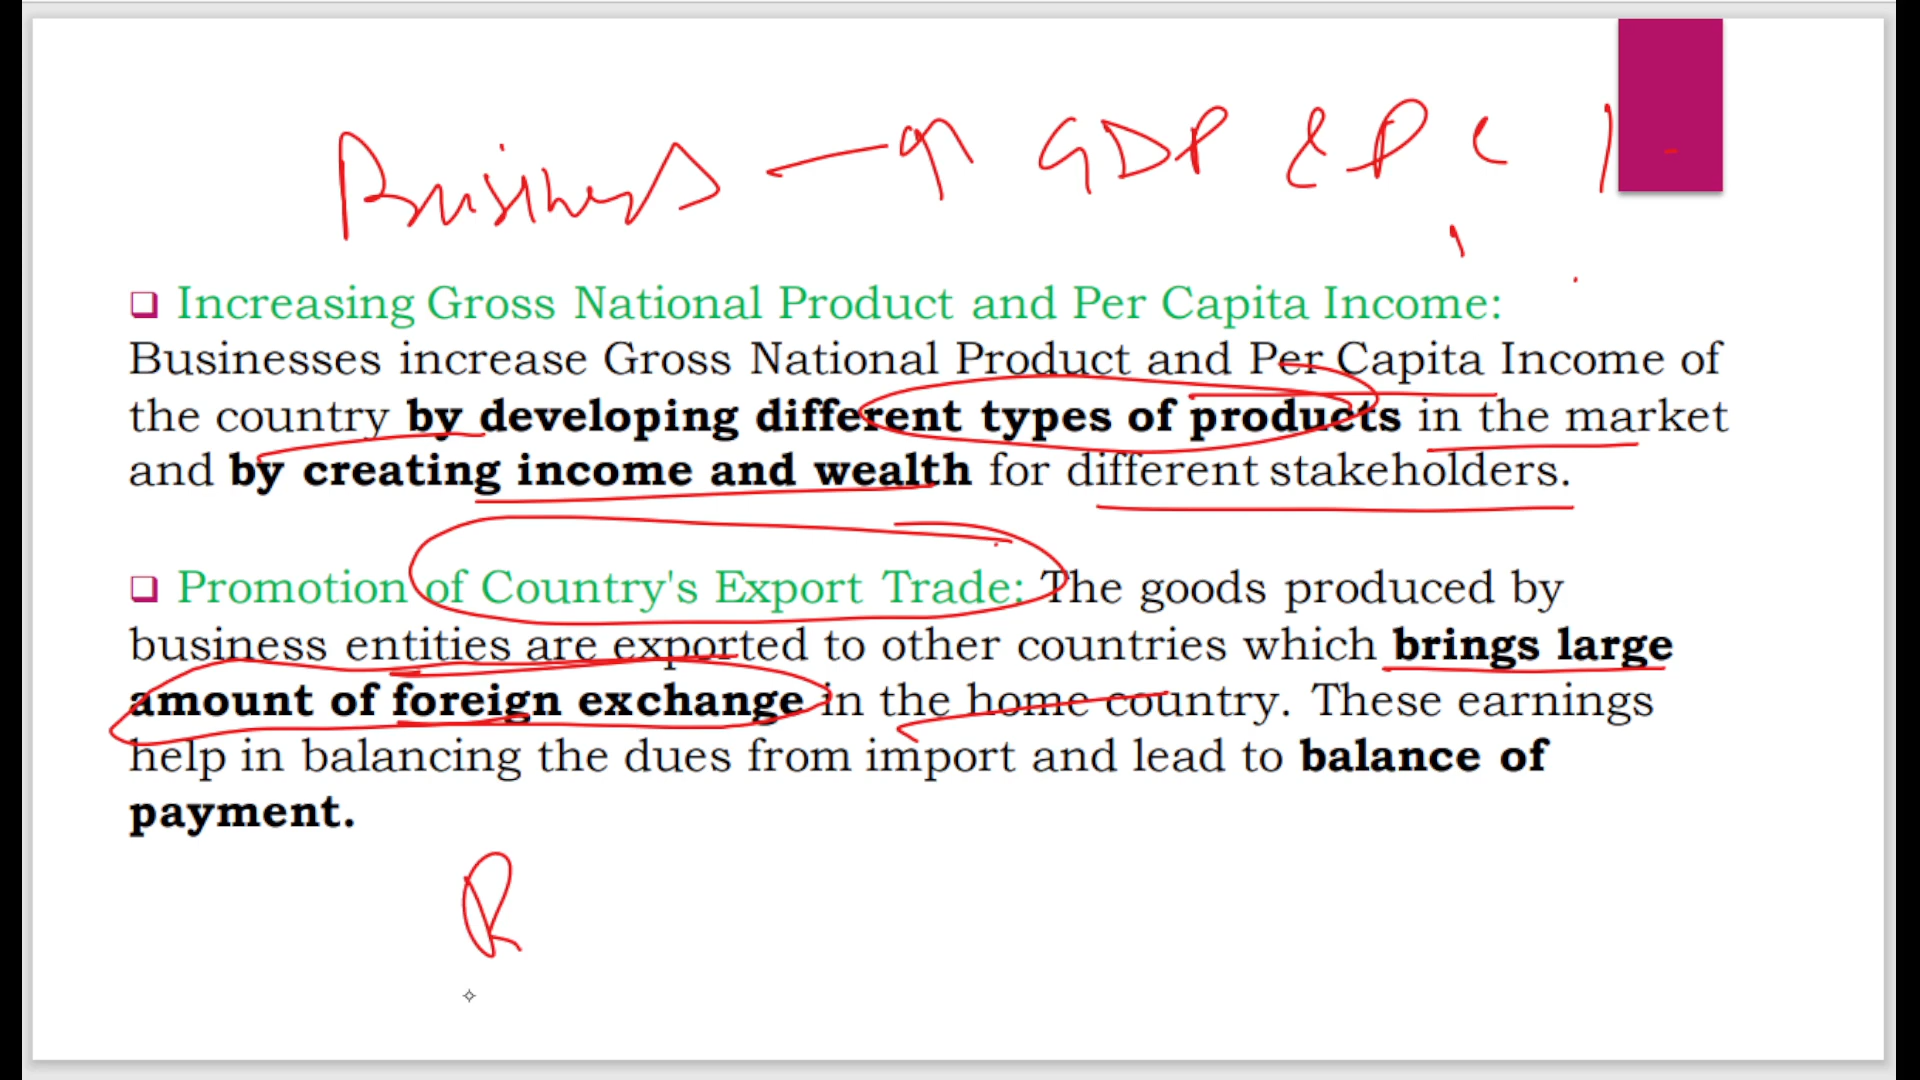 Business → ↑ GDP & PC I
❑ Increasing Gross National Product and Per Capita Income:
Businesses increase Gross National Product and Per Capita Income of
the country by developing different types of products in the market
and by creating income and wealth for different stakeholders.
❑ Promotion of Country's Export Trade: The goods produced by
business entities are exported to other countries which brings large
amount of foreign exchange in the home country. These earnings
help in balancing the dues from import and lead to balance of
payment.
R